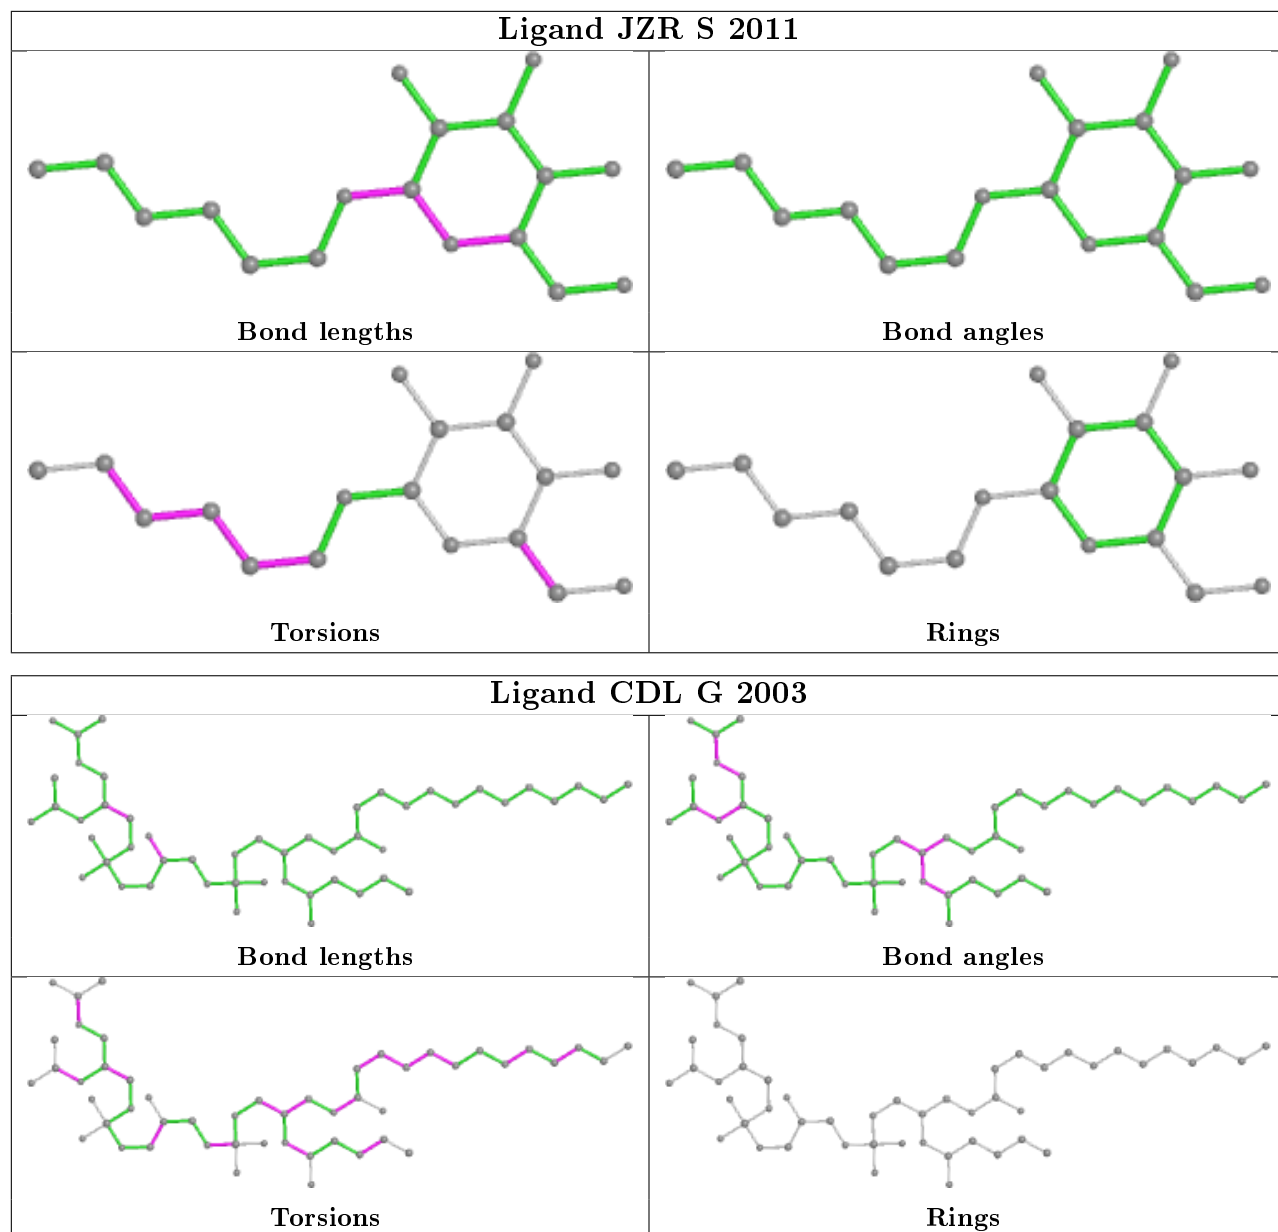 Ligand JZR S 2011
Bond lengths
Bond angles
Torsions
Rings
Ligand CDL G 2003
Bond lengths
Bond angles
Torsions
Rings